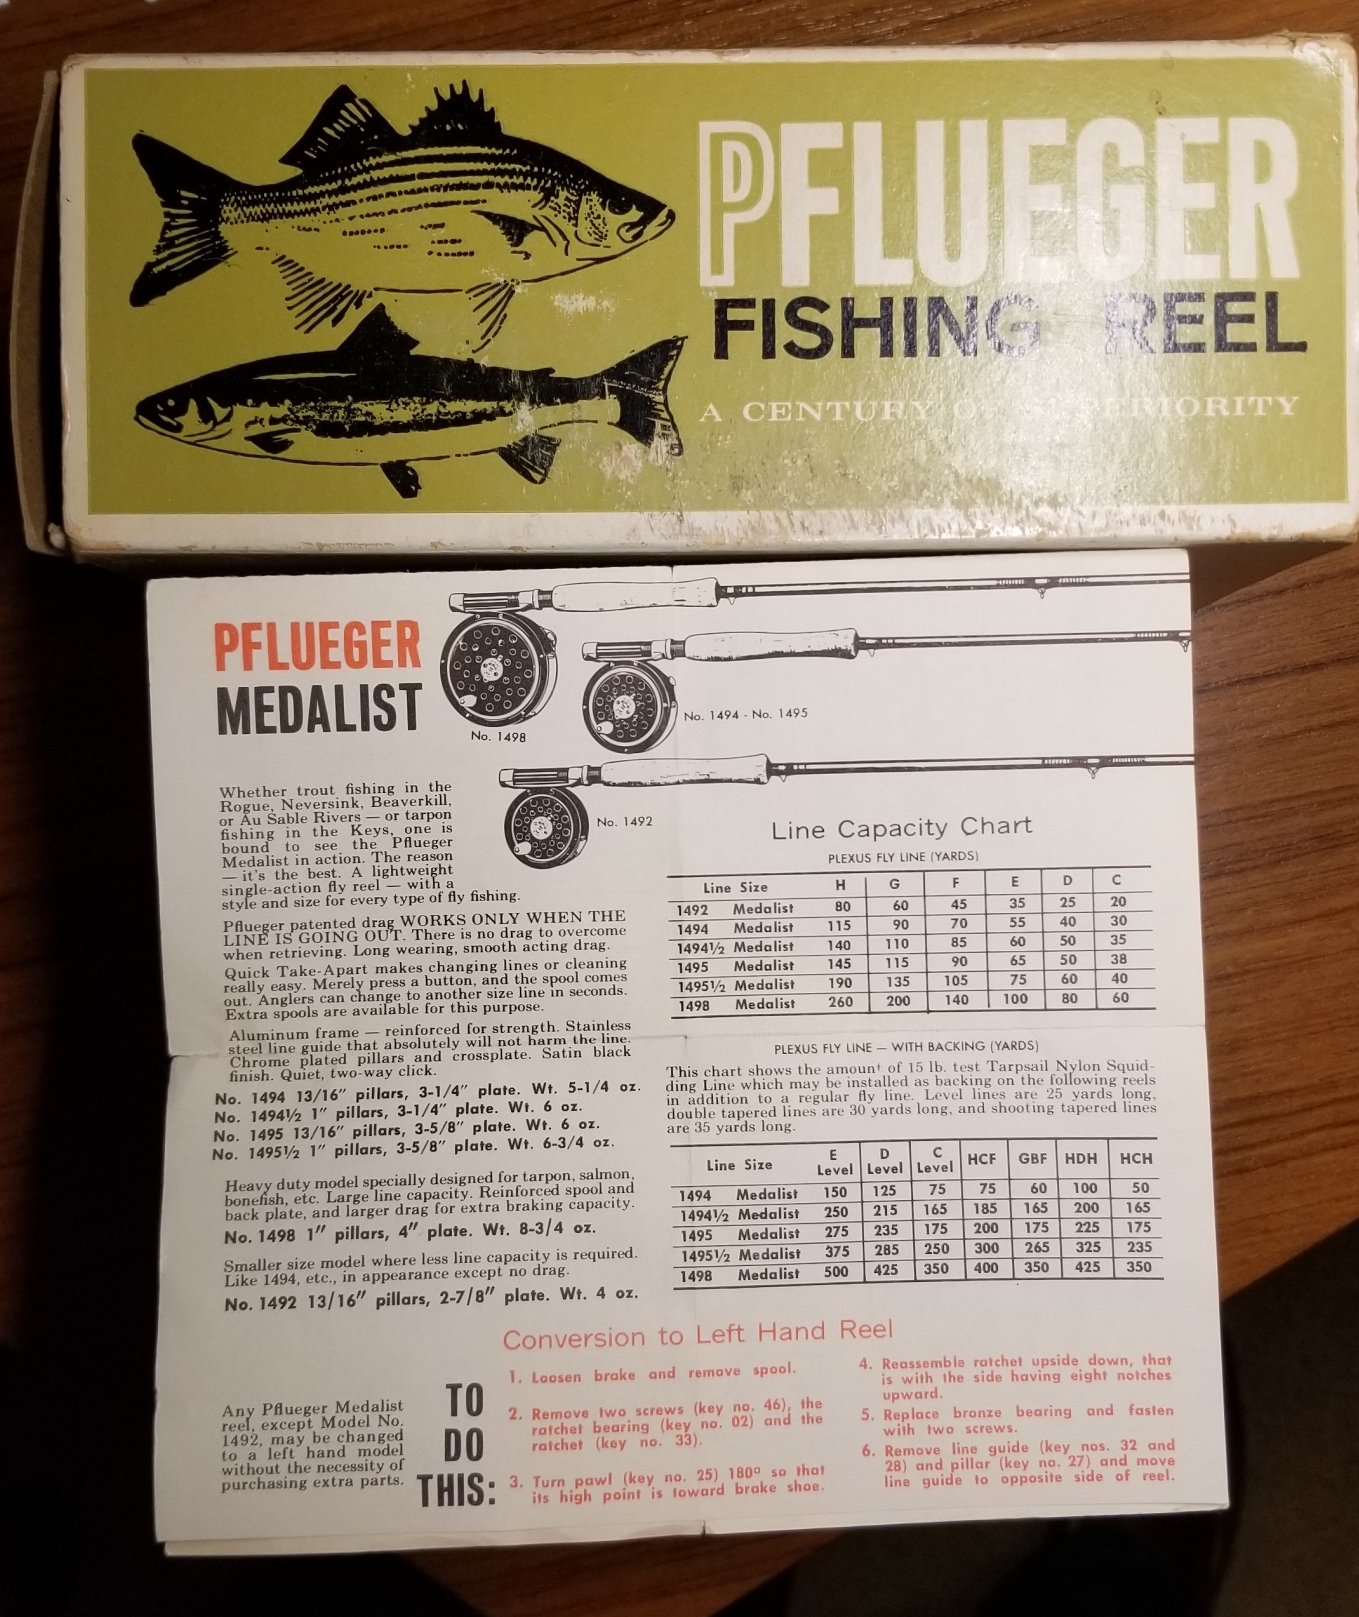 PFLUEGER
FISHING REEL
A CENTURY OF SUPERIORITY
PFLUEGER
MEDALIST
No. 1498
No. 1494 - No. 1495
No. 1492
Whether trout fishing in the
Rogue, Neversink, Beaverkill,
or Au Sable Rivers — or tarpon
fishing in the Keys, one is
bound to see the Pflueger
Medalist in action. The reason
— it's the best. A lightweight
single-action fly reel — with a
style and size for every type of fly fishing.
Pflueger patented drag WORKS ONLY WHEN THE
LINE IS GOING OUT. There is no drag to overcome
when retrieving. Long wearing, smooth acting drag.
Quick Take-Apart makes changing lines or cleaning
really easy. Merely press a button, and the spool comes
out. Anglers can change to another size line in seconds.
Extra spools are available for this purpose.
Aluminum frame — reinforced for strength. Stainless
steel line guide that absolutely will not harm the line.
Chrome plated pillars and crossplate. Satin black
finish. Quiet, two-way click.
No. 1494 13/16" pillars, 3-1/4" plate. Wt. 5-1/4 oz.
No. 1494½ 1" pillars, 3-1/4" plate. Wt. 6 oz.
No. 1495 13/16" pillars, 3-5/8" plate. Wt. 6 oz.
No. 1495½ 1" pillars, 3-5/8" plate. Wt. 6-3/4 oz.
Heavy duty model specially designed for tarpon, salmon,
bonefish, etc. Large line capacity. Reinforced spool and
back plate, and larger drag for extra braking capacity.
No. 1498 1" pillars, 4" plate. Wt. 8-3/4 oz.
Smaller size model where less line capacity is required.
Like 1494, etc., in appearance except no drag.
No. 1492 13/16" pillars, 2-7/8" plate. Wt. 4 oz.
Line Capacity Chart
PLEXUS FLY LINE (YARDS)
Line Size H G F E D C
1492 Medalist 80 60 45 35 25 20
1494 Medalist 115 90 70 55 40 30
1494½ Medalist 140 110 85 60 50 35
1495 Medalist 145 115 90 65 50 38
1495½ Medalist 190 135 105 75 60 40
1498 Medalist 260 200 140 100 80 60
PLEXUS FLY LINE — WITH BACKING (YARDS)
This chart shows the amount of 15 lb. test Tarpsail Nylon Squid-
ding Line which may be installed as backing on the following reels
in addition to a regular fly line. Level lines are 25 yards long,
double tapered lines are 30 yards long, and shooting tapered lines
are 35 yards long.
Line Size E Level D Level C Level HCF GBF HDH HCH
1494 Medalist 150 125 75 75 60 100 50
1494½ Medalist 250 215 165 185 165 200 165
1495 Medalist 275 235 175 200 175 225 175
1495½ Medalist 375 285 250 300 265 325 235
1498 Medalist 500 425 350 400 350 425 350
Conversion to Left Hand Reel
Any Pflueger Medalist
reel, except Model No.
1492, may be changed
to a left hand model
without the necessity of
purchasing extra parts.
TO
DO
THIS:
1. Loosen brake and remove spool.
2. Remove two screws (key no. 46), the
ratchet bearing (key no. 02) and the
ratchet (key no. 33).
3. Turn pawl (key no. 25) 180° so that
its high point is toward brake shoe.
4. Reassemble ratchet upside down, that
is with the side having eight notches
upward.
5. Replace bronze bearing and fasten
with two screws.
6. Remove line guide (key nos. 32 and
28) and pillar (key no. 27) and move
line guide to opposite side of reel.